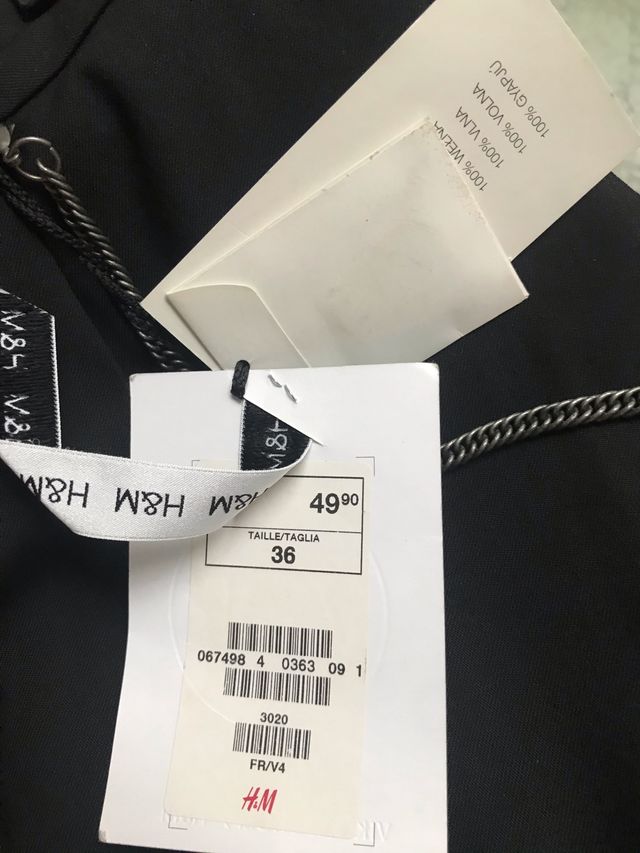 100% WEŁNA
100% VLNA
100% VOLNA
100% GYAPJÚ
H&M H&M H&M H&M
49 90
TAILLE/TAGLIA
36
067498 4 0363 09 1
3020
FR/V4
H&M